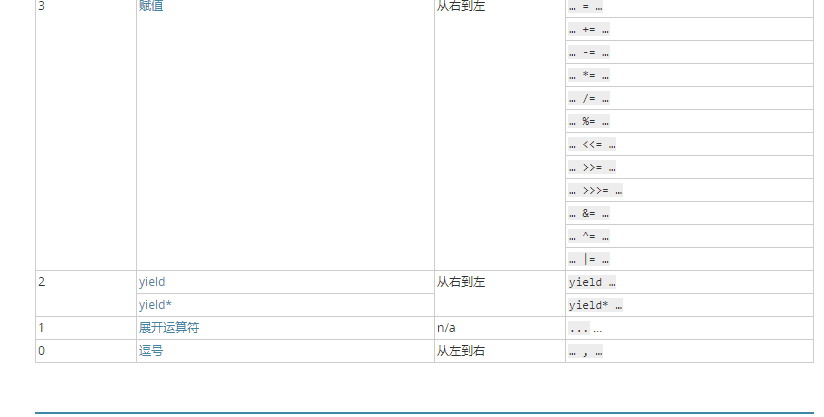 3 赋值 从右到左 … = …
… += …
… -= …
… *= …
… /= …
… %= …
… <<= …
… >>= …
… >>>= …
… &= …
… ^= …
… |= …
2 yield 从右到左 yield …
yield* yield* …
1 展开运算符 n/a ... …
0 逗号 从左到右 … , …